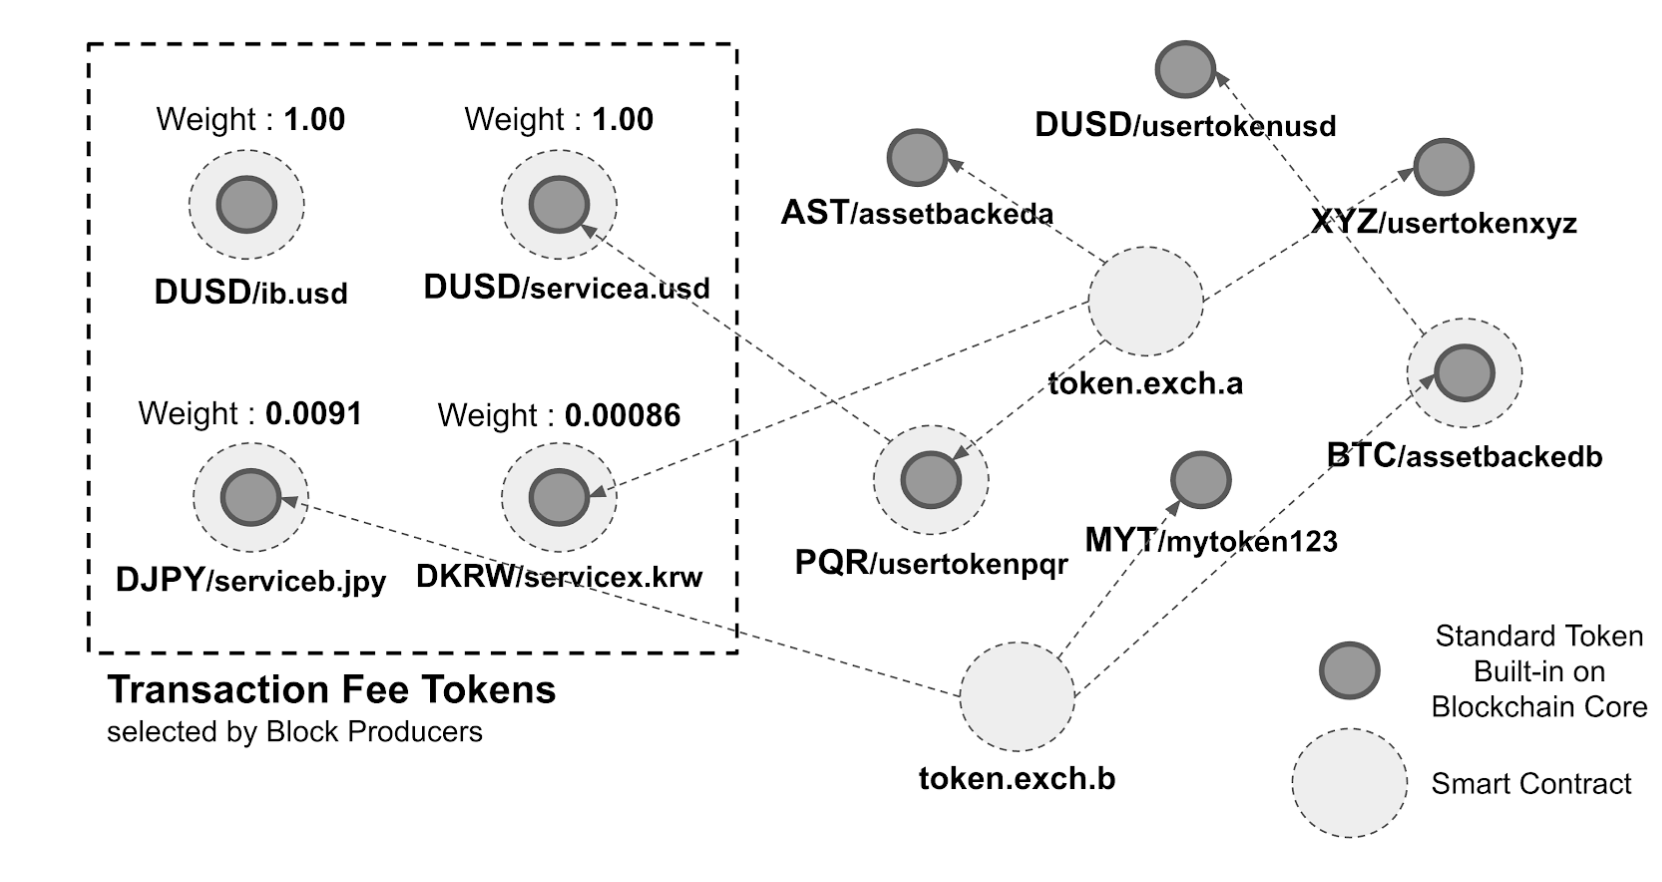 Weight : 1.00
Weight : 1.00
DUSD/ib.usd
DUSD/servicea.usd
Weight : 0.0091
Weight : 0.00086
DJPY/serviceb.jpy
DKRW/servicex.krw
Transaction Fee Tokens
selected by Block Producers
DUSD/usertokenusd
AST/assetbackeda
XYZ/usertokenxyz
token.exch.a
BTC/assetbackedb
PQR/usertokenpqr
MYT/mytoken123
token.exch.b
Standard Token
Built-in on
Blockchain Core
Smart Contract